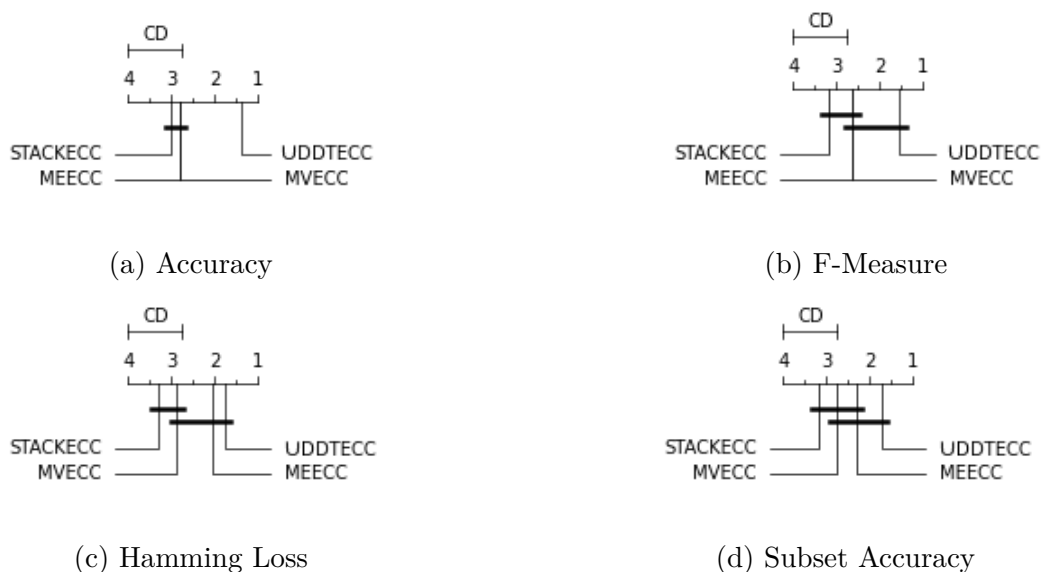 CD
4 3 2 1
STACKECC UDDTECC
MEECC MVECC
(a) Accuracy
CD
4 3 2 1
STACKECC UDDTECC
MEECC MVECC
(b) F-Measure
CD
4 3 2 1
STACKECC UDDTECC
MVECC MEECC
(c) Hamming Loss
CD
4 3 2 1
STACKECC UDDTECC
MVECC MEECC
(d) Subset Accuracy